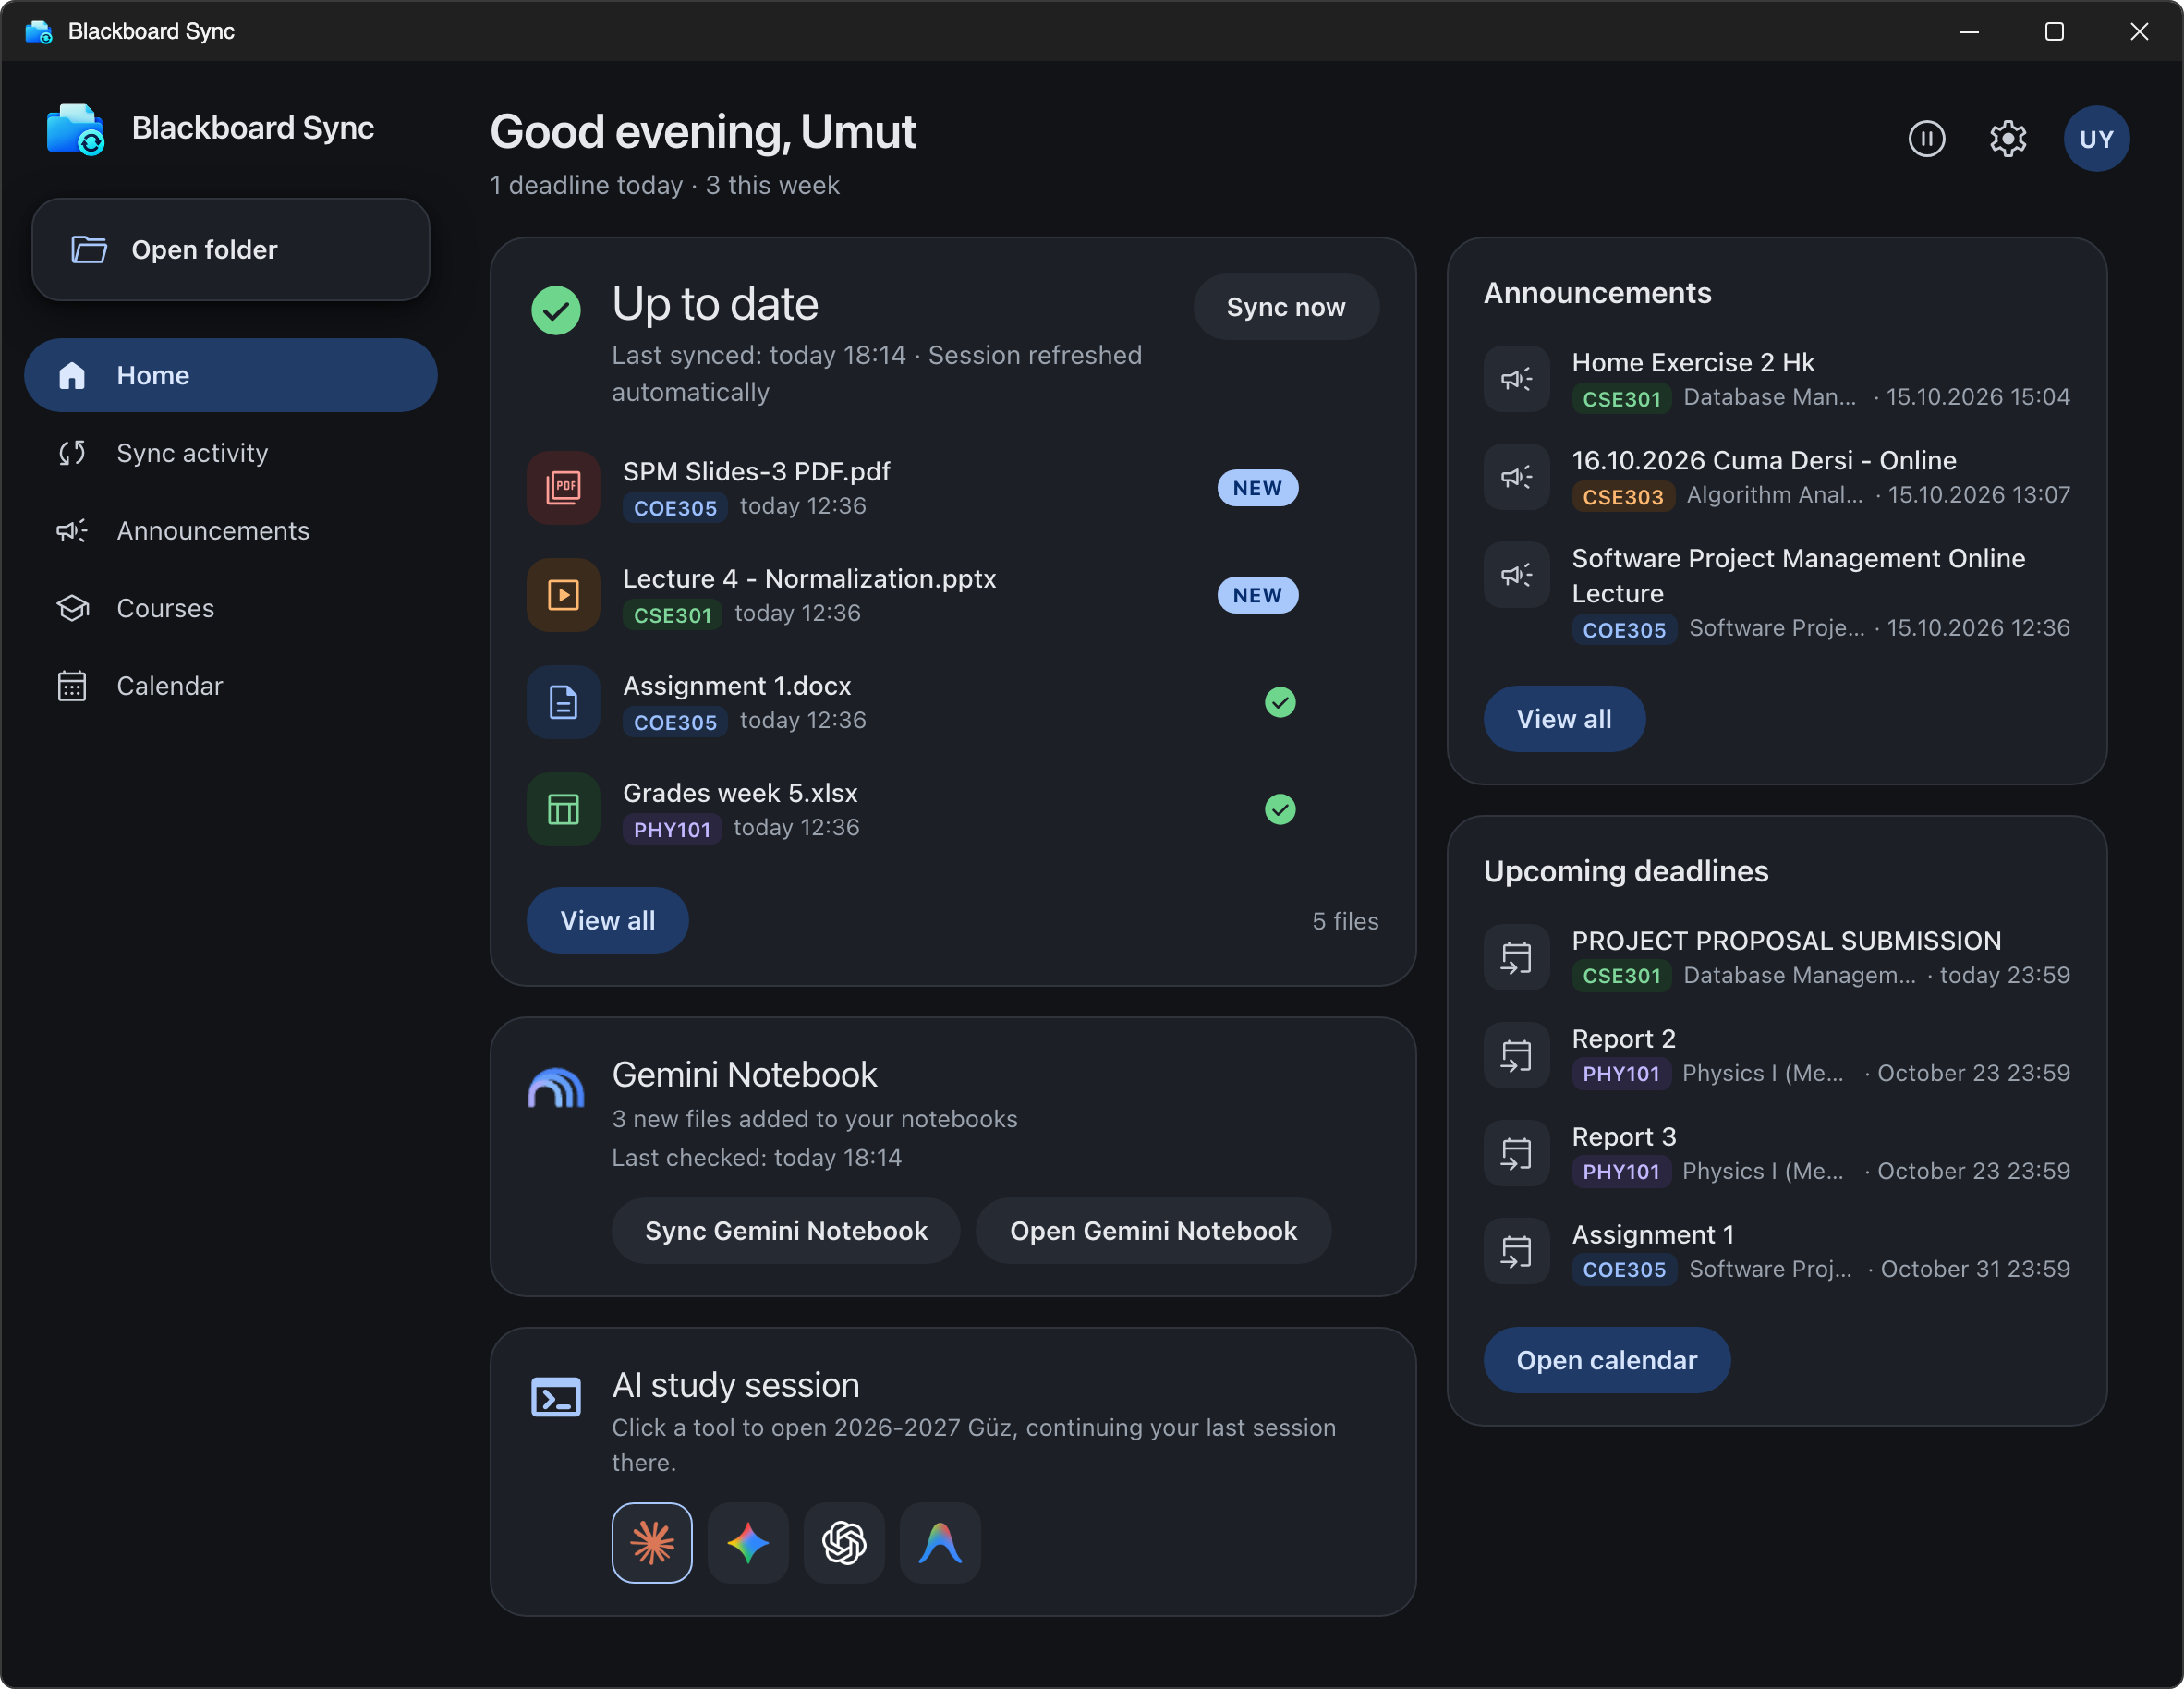 Blackboard Sync
Blackboard Sync
Open folder
Home
Sync activity
Announcements
Courses
Calendar
Good evening, Umut
1 deadline today · 3 this week
UY
Up to date
Sync now
Last synced: today 18:14 · Session refreshed
automatically
PDF
SPM Slides-3 PDF.pdf
COE305 today 12:36
NEW
Lecture 4 - Normalization.pptx
CSE301 today 12:36
NEW
Assignment 1.docx
COE305 today 12:36
Grades week 5.xlsx
PHY101 today 12:36
View all
5 files
Gemini Notebook
3 new files added to your notebooks
Last checked: today 18:14
Sync Gemini Notebook
Open Gemini Notebook
AI study session
Click a tool to open 2026-2027 Güz, continuing your last session
there.
Announcements
Home Exercise 2 Hk
CSE301 Database Man... · 15.10.2026 15:04
16.10.2026 Cuma Dersi - Online
CSE303 Algorithm Anal... · 15.10.2026 13:07
Software Project Management Online
Lecture
COE305 Software Proje... · 15.10.2026 12:36
View all
Upcoming deadlines
PROJECT PROPOSAL SUBMISSION
CSE301 Database Managem... · today 23:59
Report 2
PHY101 Physics I (Me... · October 23 23:59
Report 3
PHY101 Physics I (Me... · October 23 23:59
Assignment 1
COE305 Software Proj... · October 31 23:59
Open calendar